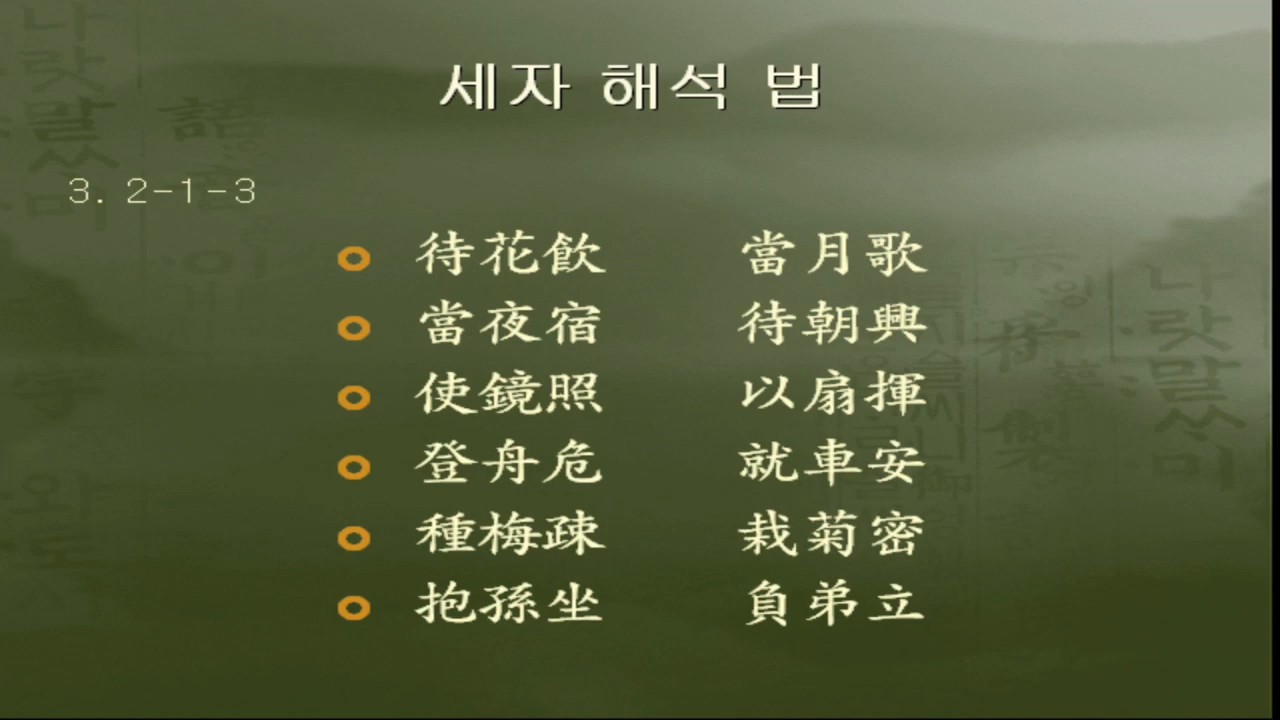 세자 해석 법
3. 2-1-3
待花飮 當月歌
當夜宿 待朝興
使鏡照 以扇揮
登舟危 就車安
種梅疎 栽菊密
抱孫坐 負弟立